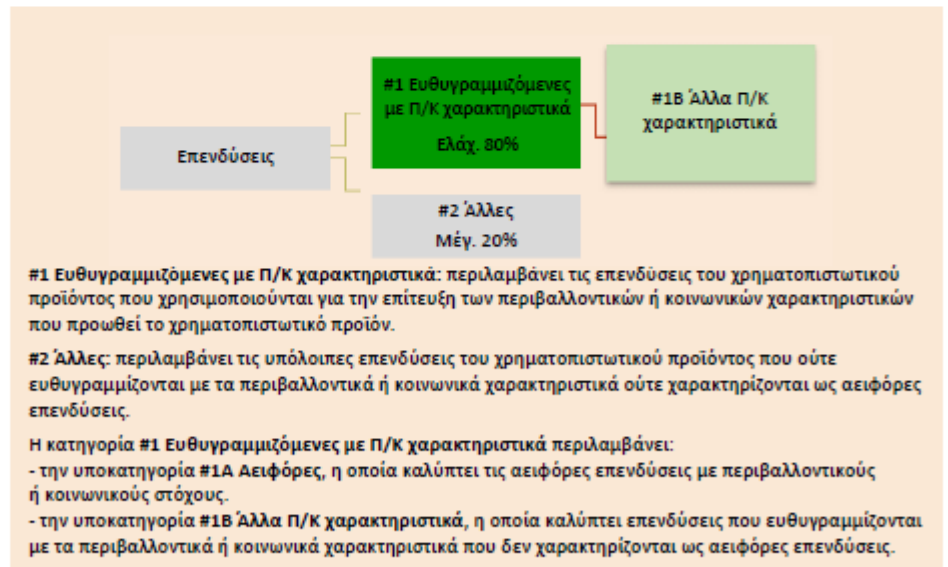 #1 Ευθυγραμμιζόμενες
με Π/Κ χαρακτηριστικά
Ελάχ. 80%
#1B Άλλα Π/Κ
χαρακτηριστικά
Επενδύσεις
#2 Άλλες
Μέγ. 20%
#1 Ευθυγραμμιζόμενες με Π/Κ χαρακτηριστικά: περιλαμβάνει τις επενδύσεις του χρηματοπιστωτικού
προϊόντος που χρησιμοποιούνται για την επίτευξη των περιβαλλοντικών ή κοινωνικών χαρακτηριστικών
που προωθεί το χρηματοπιστωτικό προϊόν.
#2 Άλλες: περιλαμβάνει τις υπόλοιπες επενδύσεις του χρηματοπιστωτικού προϊόντος που ούτε
ευθυγραμμίζονται με τα περιβαλλοντικά ή κοινωνικά χαρακτηριστικά ούτε χαρακτηρίζονται ως αειφόρες
επενδύσεις.
Η κατηγορία #1 Ευθυγραμμιζόμενες με Π/Κ χαρακτηριστικά περιλαμβάνει:
- την υποκατηγορία #1A Αειφόρες, η οποία καλύπτει τις αειφόρες επενδύσεις με περιβαλλοντικούς
ή κοινωνικούς στόχους.
- την υποκατηγορία #1B Άλλα Π/Κ χαρακτηριστικά, η οποία καλύπτει επενδύσεις που ευθυγραμμίζονται
με τα περιβαλλοντικά ή κοινωνικά χαρακτηριστικά που δεν χαρακτηρίζονται ως αειφόρες επενδύσεις.